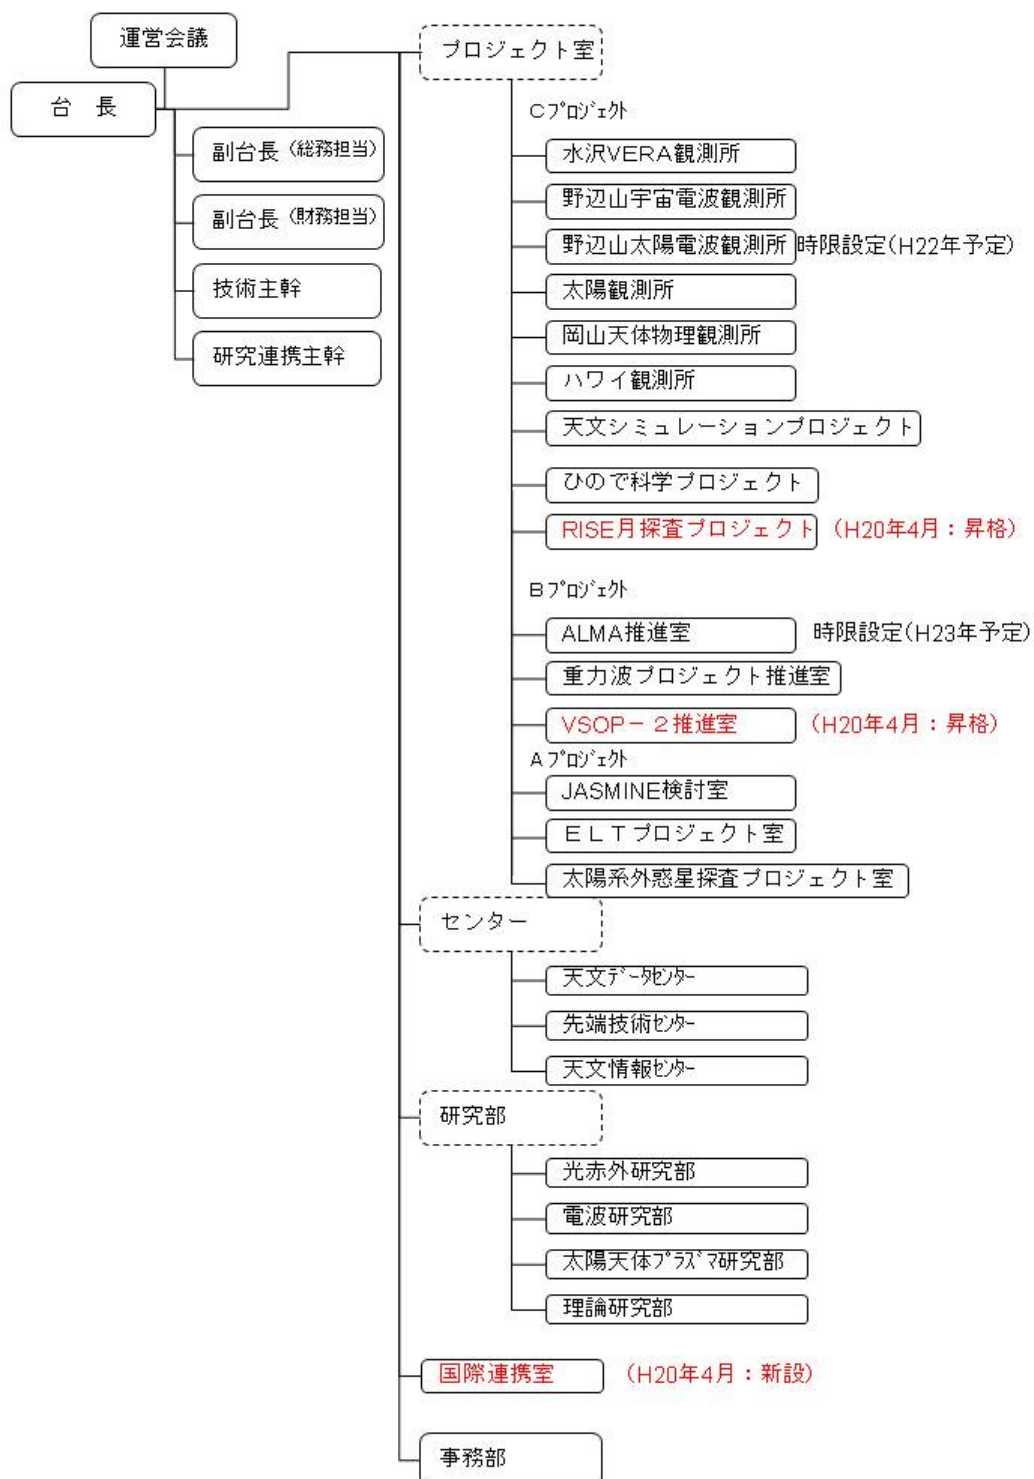 運営会議
台　長
副台長（総務担当）
副台長（財務担当）
技術主幹
研究連携主幹
プロジェクト室
Cﾌﾟﾛｼﾞｪｸﾄ
水沢VERA観測所
野辺山宇宙電波観測所
野辺山太陽電波観測所 時限設定(H22年予定)
太陽観測所
岡山天体物理観測所
ハワイ観測所
天文シミュレーションプロジェクト
ひので科学プロジェクト
RISE月探査プロジェクト （H20年4月：昇格）
Bﾌﾟﾛｼﾞｪｸﾄ
ALMA推進室 時限設定(H23年予定)
重力波プロジェクト推進室
VSOP－２推進室 （H20年4月：昇格）
Aﾌﾟﾛｼﾞｪｸﾄ
JASMINE検討室
ＥＬＴプロジェクト室
太陽系外惑星探査プロジェクト室
センター
天文ﾃﾞｰﾀｾﾝﾀｰ
先端技術ｾﾝﾀｰ
天文情報ｾﾝﾀｰ
研究部
光赤外研究部
電波研究部
太陽天体ﾌﾟﾗｽﾞﾏ研究部
理論研究部
国際連携室 （H20年4月：新設）
事務部